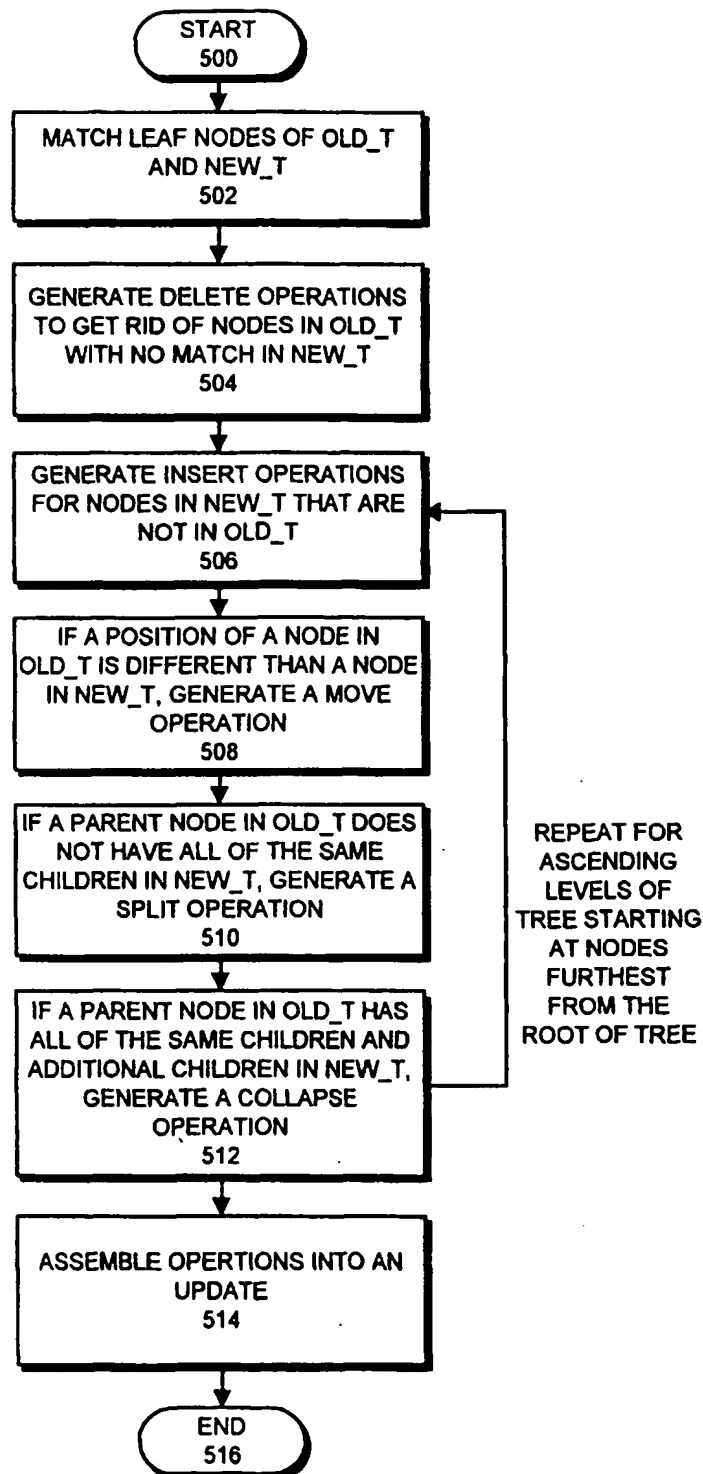 START
500
MATCH LEAF NODES OF OLD_T
AND NEW_T
502
GENERATE DELETE OPERATIONS
TO GET RID OF NODES IN OLD_T
WITH NO MATCH IN NEW_T
504
GENERATE INSERT OPERATIONS
FOR NODES IN NEW_T THAT ARE
NOT IN OLD_T
506
IF A POSITION OF A NODE IN
OLD_T IS DIFFERENT THAN A NODE
IN NEW_T, GENERATE A MOVE
OPERATION
508
IF A PARENT NODE IN OLD_T DOES
NOT HAVE ALL OF THE SAME
CHILDREN IN NEW_T, GENERATE A
SPLIT OPERATION
510
IF A PARENT NODE IN OLD_T HAS
ALL OF THE SAME CHILDREN AND
ADDITIONAL CHILDREN IN NEW_T,
GENERATE A COLLAPSE
OPERATION
512
REPEAT FOR
ASCENDING
LEVELS OF
TREE STARTING
AT NODES
FURTHEST
FROM THE
ROOT OF TREE
ASSEMBLE OPERTIONS INTO AN
UPDATE
514
END
516